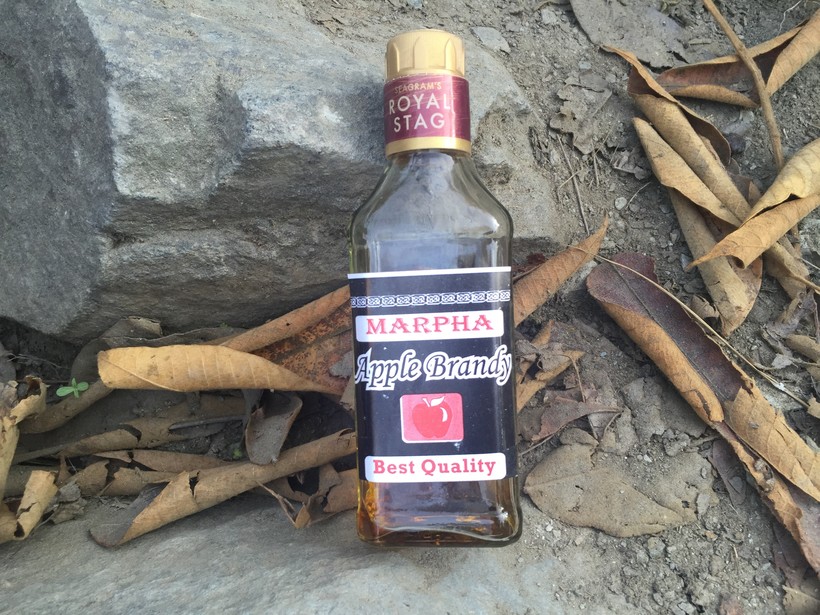 SEAGRAM'S
ROYAL
STAG
MARPHA
Apple Brandy
Best Quality